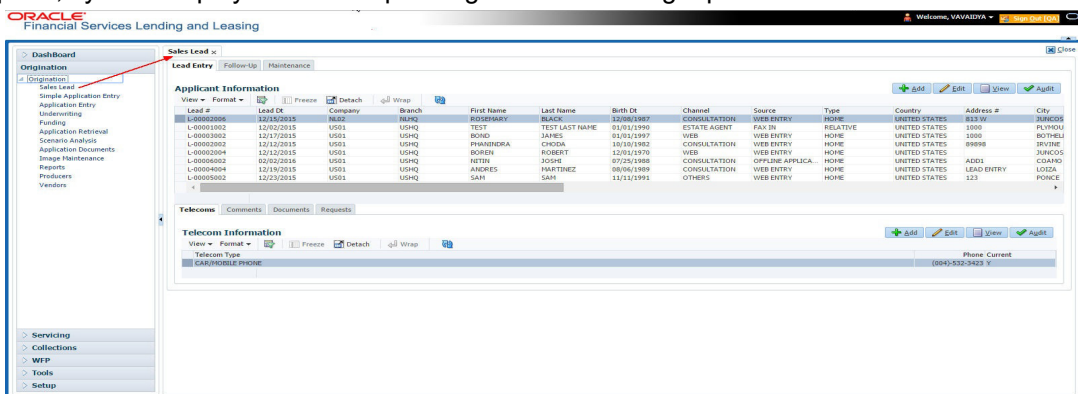 ORACLE
Financial Services Lending and Leasing
Welcome, VAVAIDYA
Sign Out [QA]
Close
DashBoard
Origination
Origination
Sales Lead
Simple Application Entry
Application Entry
Underwriting
Funding
Application Retrieval
Scenario Analysis
Application Documents
Image Maintenance
Reports
Producers
Vendors
Servicing
Collections
WFP
Tools
Setup
Sales Lead ×
Lead Entry Follow-Up Maintenance
Applicant Information
Add Edit View Audit
View Format Freeze Detach Wrap
Lead # Lead Dt Company Branch First Name Last Name Birth Dt Channel Source Type Country Address # City
L-00002006 12/15/2015 NL02 NLHQ ROSEMARY BLACK 12/08/1987 CONSULTATION WEB ENTRY HOME UNITED STATES 813 W JUNCOS
L-00001002 12/02/2015 US01 USHQ TEST TEST LAST NAME 01/01/1990 ESTATE AGENT FAX IN RELATIVE UNITED STATES 1000 PLYMOU
L-00003002 12/17/2015 US01 USHQ BOND JAMES 01/01/1997 WEB WEB ENTRY HOME UNITED STATES 1000 BOTHELL
L-00002002 12/12/2015 US01 USHQ PHANINDRA CHODA 10/10/1982 CONSULTATION WEB ENTRY HOME UNITED STATES 89898 IRVINE
L-00002004 12/12/2015 US01 USHQ BOREN ROBERT 12/01/1970 WEB WEB ENTRY HOME UNITED STATES JUNCOS
L-00006002 02/02/2016 US01 USHQ NITIN JOSHI 07/25/1988 CONSULTATION OFFLINE APPLICA... HOME UNITED STATES ADD1 COAMO
L-00004004 12/19/2015 US01 USHQ ANDRES MARTINEZ 08/06/1989 CONSULTATION WEB ENTRY HOME UNITED STATES LEAD ENTRY LOIZA
L-00005002 12/23/2015 US01 USHQ SAM SAM 11/11/1991 OTHERS WEB ENTRY HOME UNITED STATES 123 PONCE
Telecoms Comments Documents Requests
Telecom Information
Add Edit View Audit
View Format Freeze Detach Wrap
Telecom Type Phone Current
CAR/MOBILE PHONE (004)-532-3423 Y